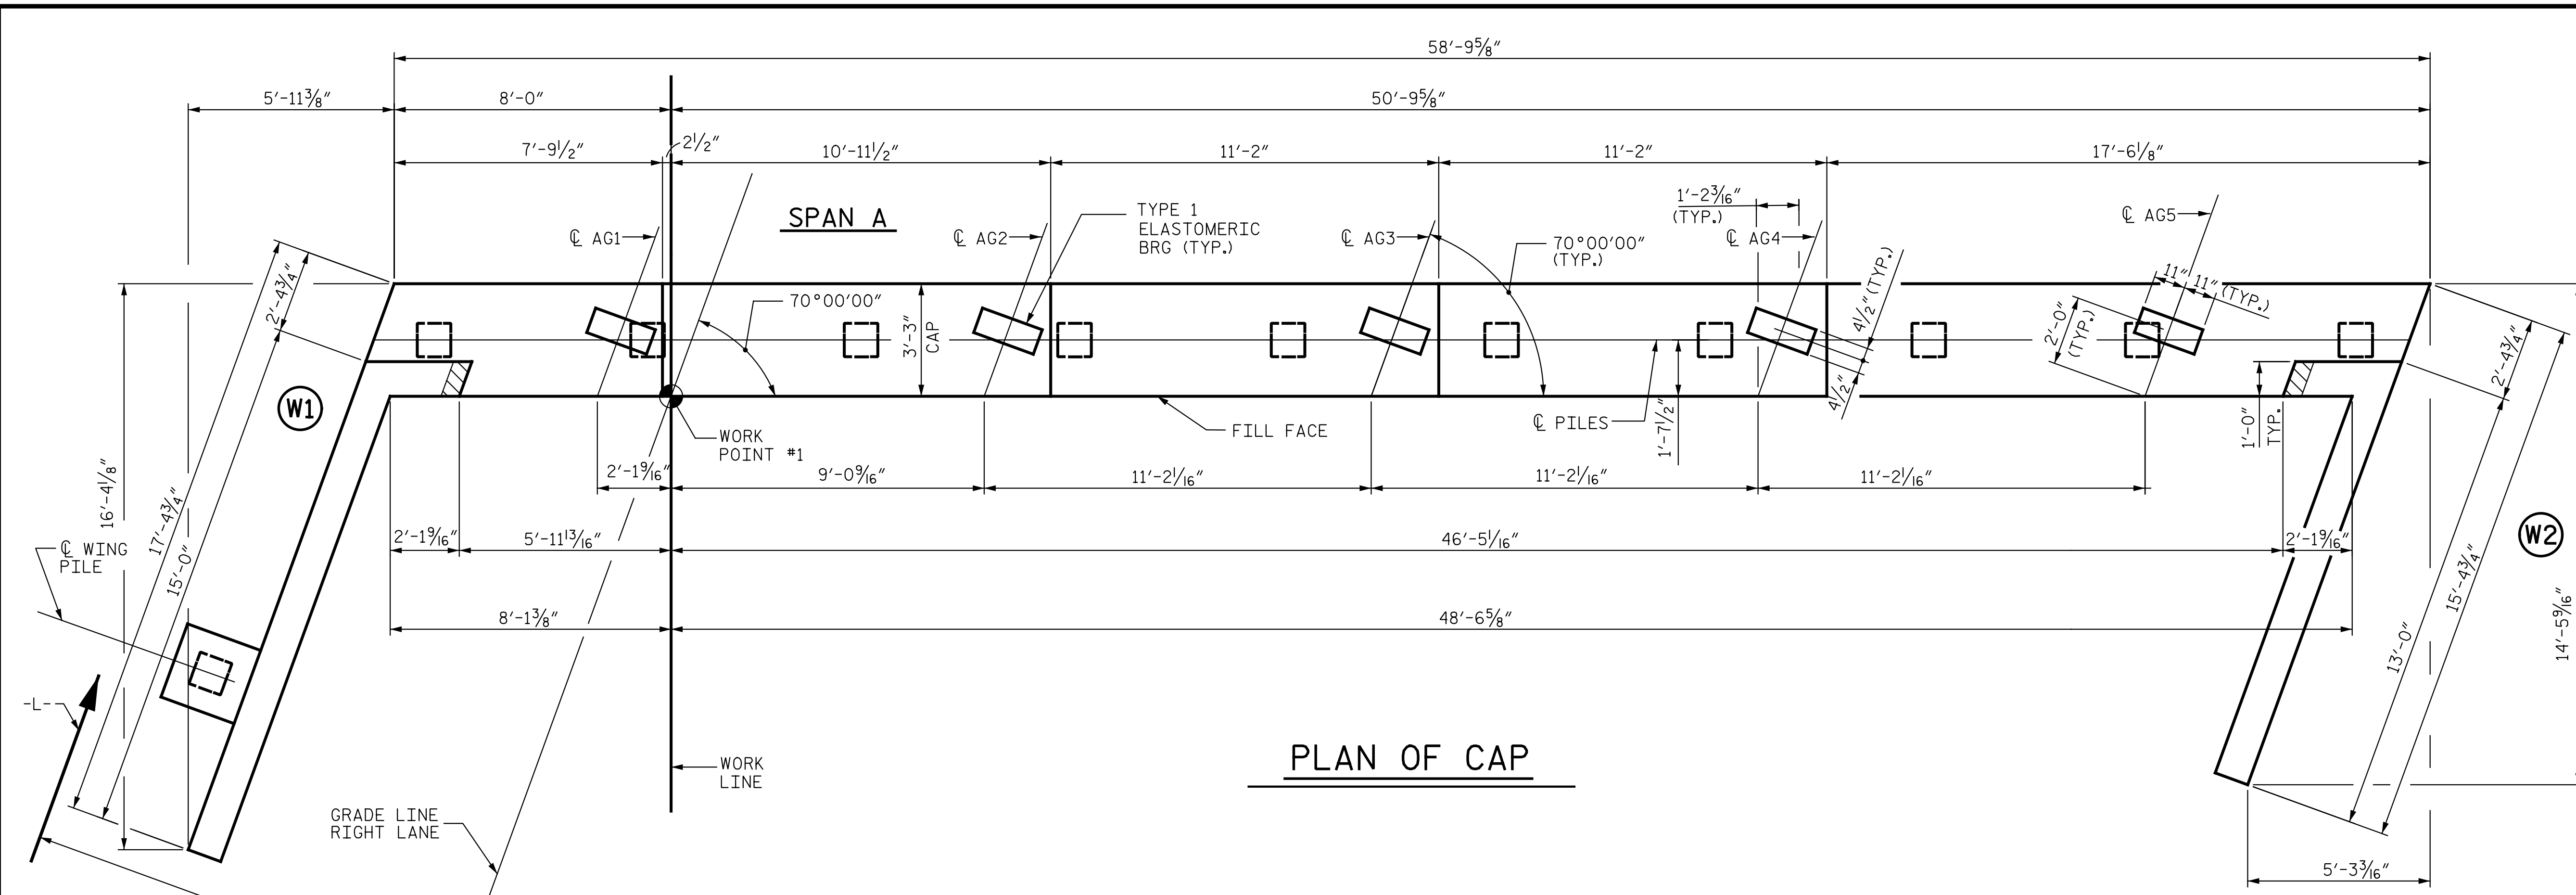 58′-9⅝″
5′-11⅜″
8′-0″
50′-9⅝″
7′-9½″
2½″
10′-11½″
11′-2″
11′-2″
17′-6⅛″
1′-2³⁄₁₆″
(TYP.)
SPAN A
TYPE 1
ELASTOMERIC
BRG (TYP.)
℄ AG1
℄ AG2
℄ AG3
70°00′00″
(TYP.)
℄ AG4
℄ AG5
4½″(TYP.)
11″ 11″ (TYP.)
2′-4¾″
70°00′00″
3′-3″
CAP
2′-0″
(TYP.)
2′-4¾″
W1
4½″
WORK
POINT #1
FILL FACE
℄ PILES
1′-7½″
1′-0″
TYP.
16′-4⅛″
17′-4¾″
15′-0″
2′-1⁹⁄₁₆″
9′-0⁹⁄₁₆″
11′-2¹⁄₁₆″
11′-2¹⁄₁₆″
11′-2¹⁄₁₆″
℄ WING
PILE
2′-1⁹⁄₁₆″
5′-11¹³⁄₁₆″
46′-5¹⁄₁₆″
2′-1⁹⁄₁₆″
W2
8′-1⅜″
48′-6⅝″
13′-0″
15′-4¾″
14′-5⁹⁄₁₆″
-L-
WORK
LINE
PLAN OF CAP
GRADE LINE
RIGHT LANE
5′-3³⁄₁₆″